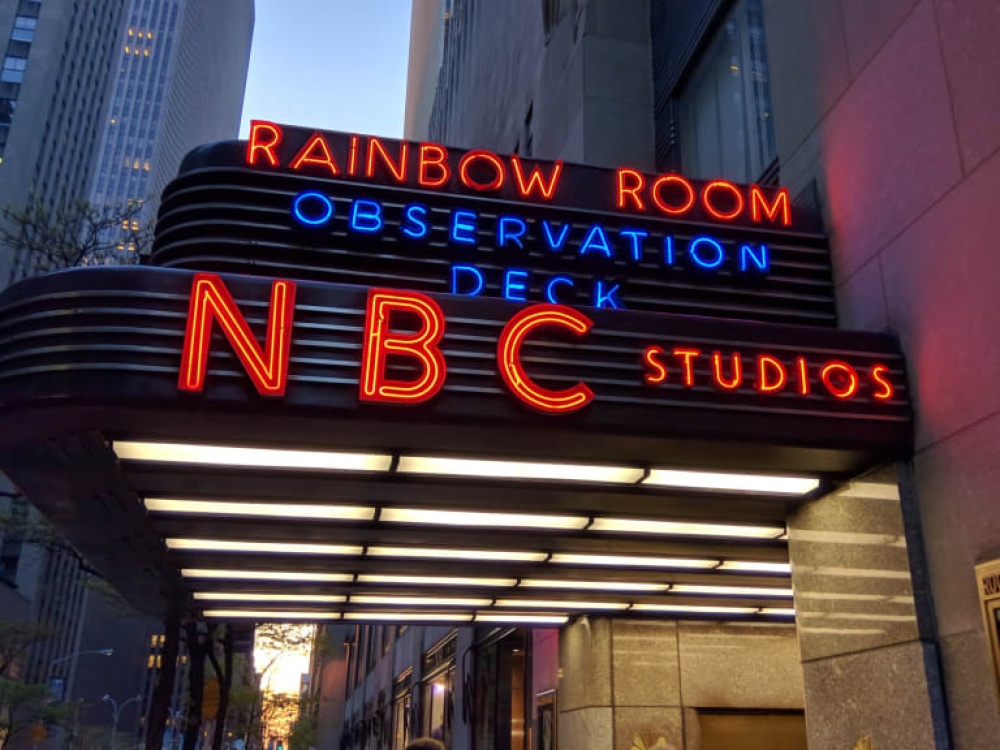 RAINBOW ROOM
OBSERVATION
DECK
NBC STUDIOS